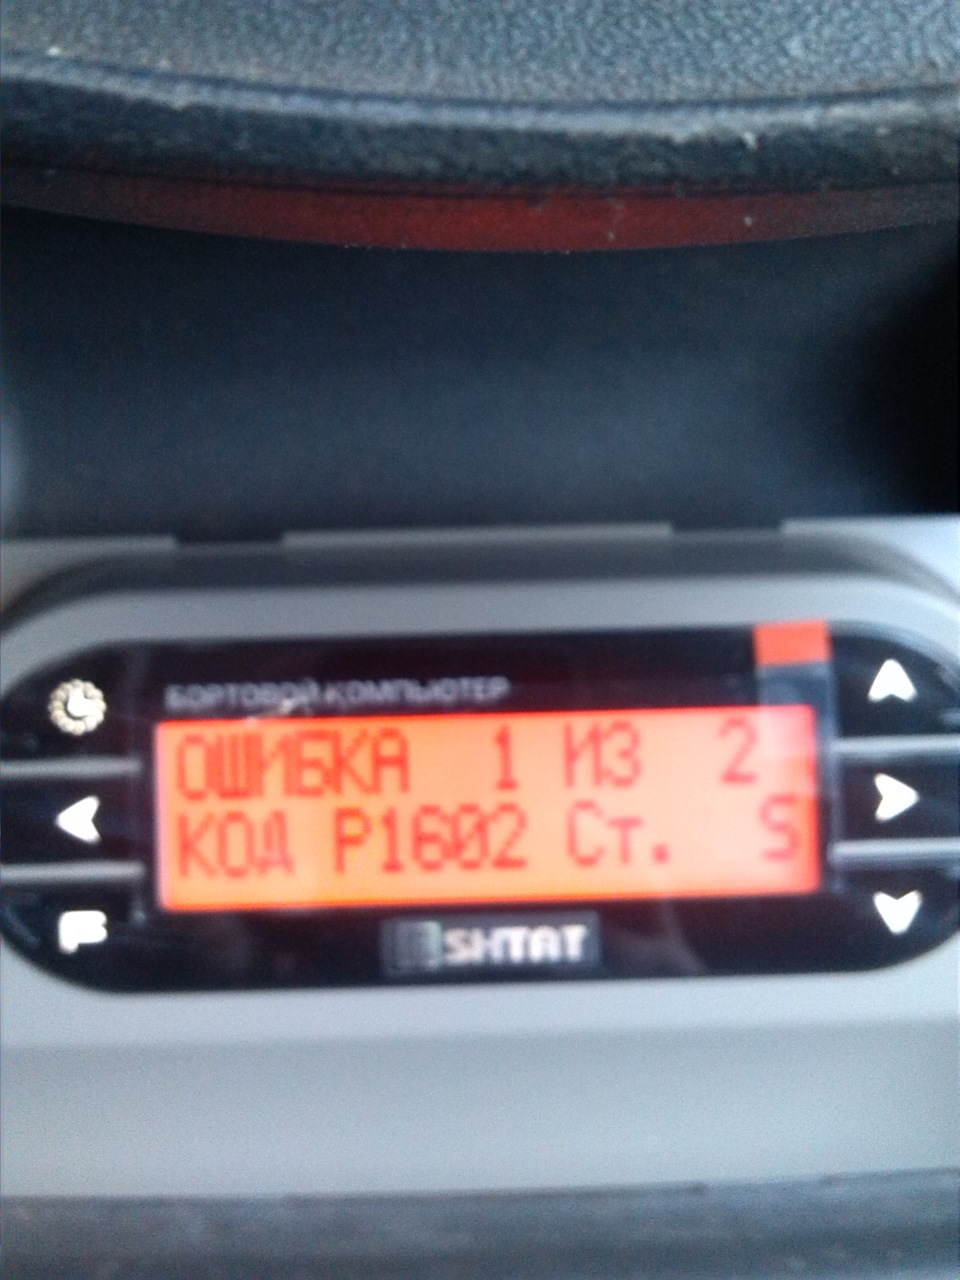 БОРТОВОЙ КОМПЬЮТЕР
ОШИБКА 1 ИЗ 2
КОД P1602 Ст. S
SHTAT